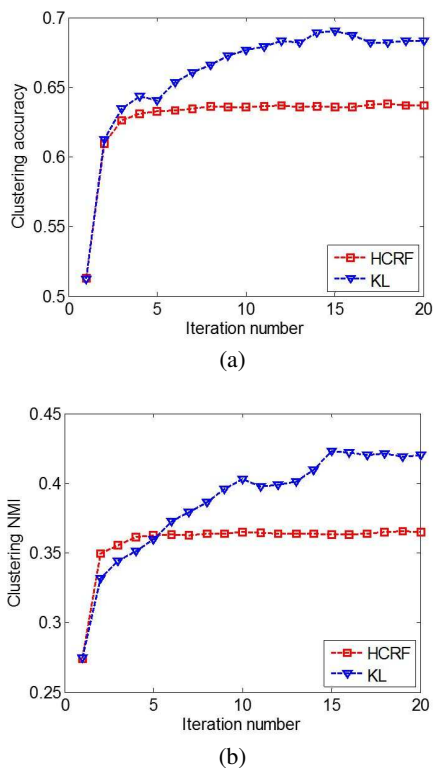 0.7
0.65
0.6
0.55
0.5
Clustering accuracy
HCRF
KL
0 5 10 15 20
Iteration number
(a)
0.45
0.4
0.35
0.3
0.25
Clustering NMI
HCRF
KL
0 5 10 15 20
Iteration number
(b)